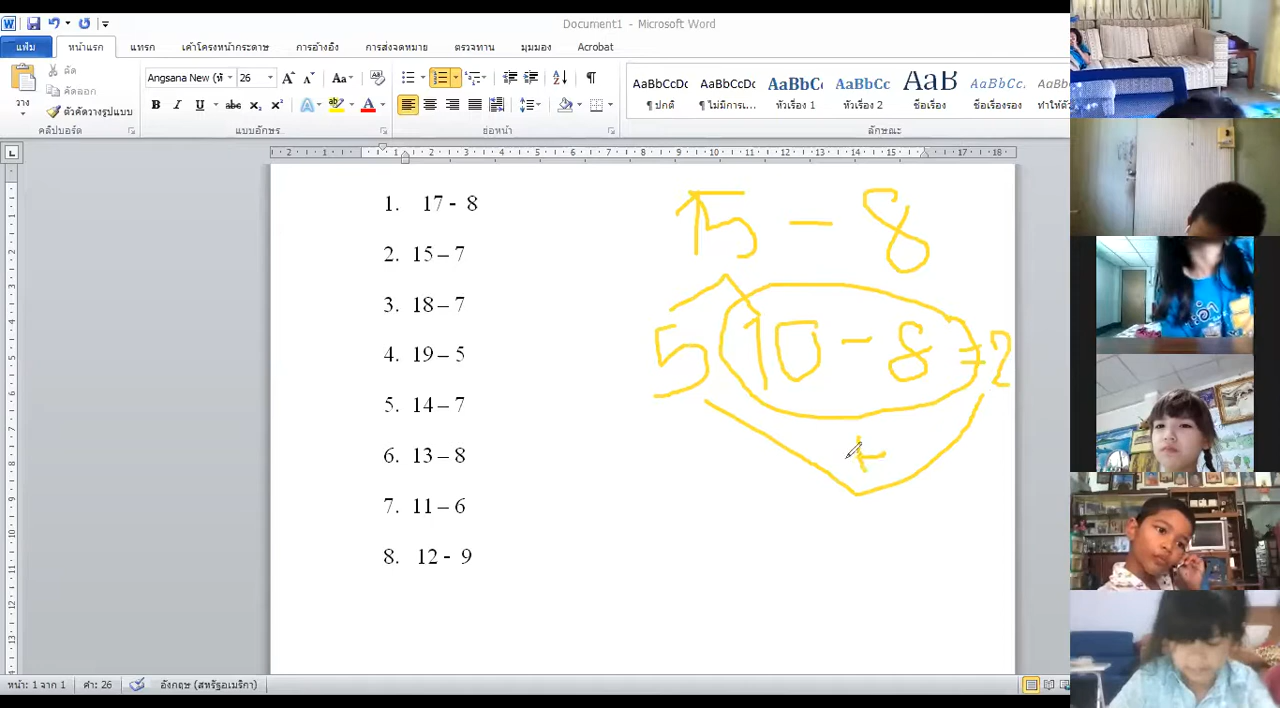 Document1 - Microsoft Word
แฟ้ม หน้าแรก แทรก เค้าโครงหน้ากระดาษ การอ้างอิง การส่งจดหมาย ตรวจทาน มุมมอง Acrobat
วาง
ตัด
คัดลอก
ตัวคัดวางรูปแบบ
คลิปบอร์ด
26
แบบอักษร
ย่อหน้า
AaBbCcDc AaBbCcDc AaBbC AaBbCc AaB AaBbCcL
¶ ปกติ ¶ ไม่มีการ... หัวเรื่อง 1 หัวเรื่อง 2 ชื่อเรื่อง ชื่อเรื่องรอง
ลักษณะ
1. 17 - 8
2. 15 – 7
3. 18 – 7
4. 19 – 5
5. 14 – 7
6. 13 – 8
7. 11 – 6
8. 12 - 9
15 - 8
5 10 - 8 = 2
+
หน้า: 1 จาก 1 คำ: 26 อังกฤษ (สหรัฐอเมริกา)